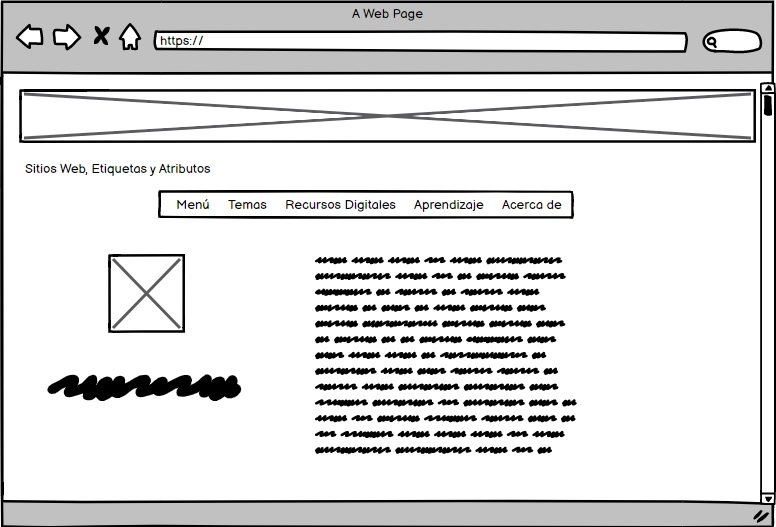 A Web Page
https://
Sitios Web, Etiquetas y Atributos
Menú Temas Recursos Digitales Aprendizaje Acerca de